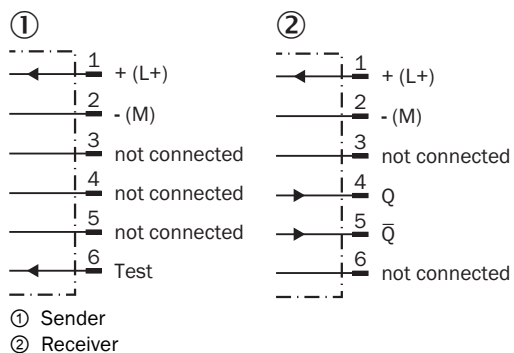 ① ②
1 + (L+)
2 - (M)
3 not connected
4 not connected
5 not connected
6 Test
1 + (L+)
2 - (M)
3 not connected
4 Q
5 Q̅
6 not connected
① Sender
② Receiver